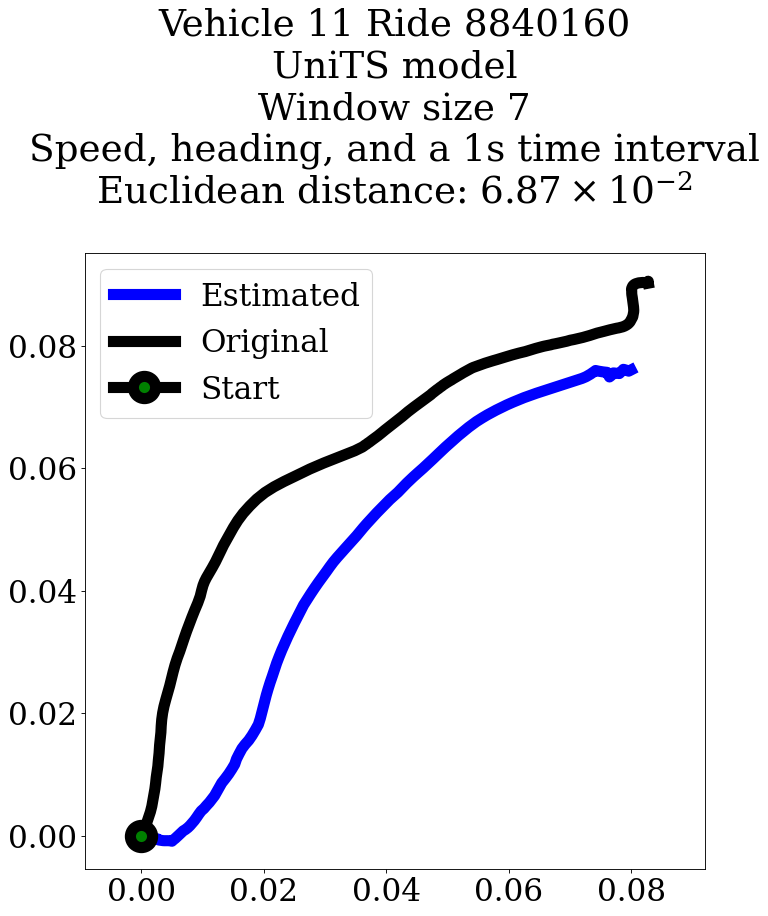 Vehicle 11 Ride 8840160
UniTS model
Window size 7
Speed, heading, and a 1s time interval
Euclidean distance: 6.87 × 10⁻²
Estimated
Original
Start
0.08
0.06
0.04
0.02
0.00
0.00 0.02 0.04 0.06 0.08